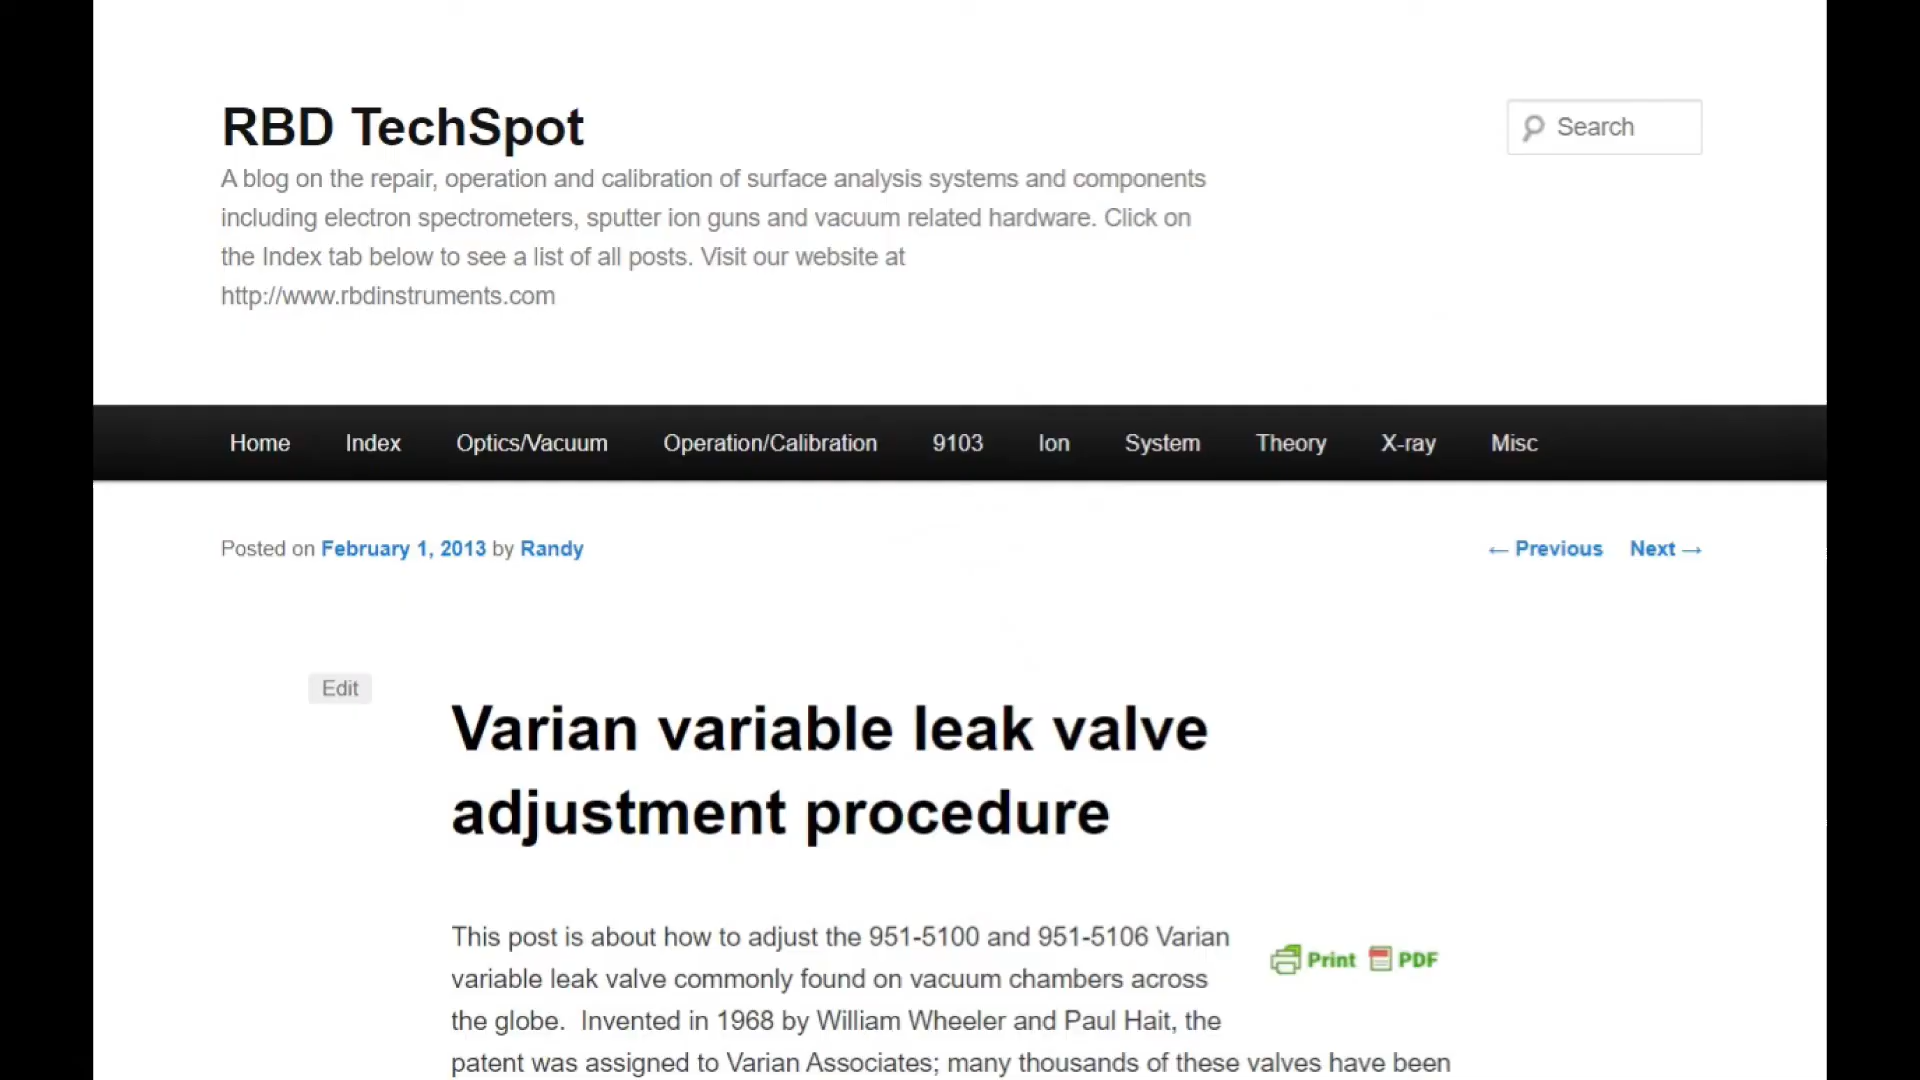 RBD TechSpot
Search
A blog on the repair, operation and calibration of surface analysis systems and components
including electron spectrometers, sputter ion guns and vacuum related hardware. Click on
the Index tab below to see a list of all posts. Visit our website at
http://www.rbdinstruments.com
Home Index Optics/Vacuum Operation/Calibration 9103 Ion System Theory X-ray Misc
Posted on February 1, 2013 by Randy
← Previous Next →
Edit
Varian variable leak valve
adjustment procedure
This post is about how to adjust the 951-5100 and 951-5106 Varian
Print PDF
variable leak valve commonly found on vacuum chambers across
the globe.  Invented in 1968 by William Wheeler and Paul Hait, the
patent was assigned to Varian Associates; many thousands of these valves have been